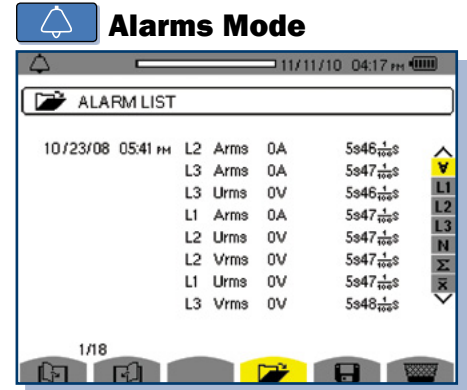 Alarms Mode
11/11/10 04:17 PM
ALARM LIST
10/23/08 05:41 PM L2 Arms 0A 5s46 1/100 s
L3 Arms 0A 5s47 1/100 s
L3 Urms 0V 5s46 1/100 s
L1 Arms 0A 5s47 1/100 s
L2 Urms 0V 5s47 1/100 s
L2 Vrms 0V 5s47 1/100 s
L1 Urms 0V 5s47 1/100 s
L3 Vrms 0V 5s48 1/100 s
∀
L1
L2
L3
N
Σ
x̅
1/18